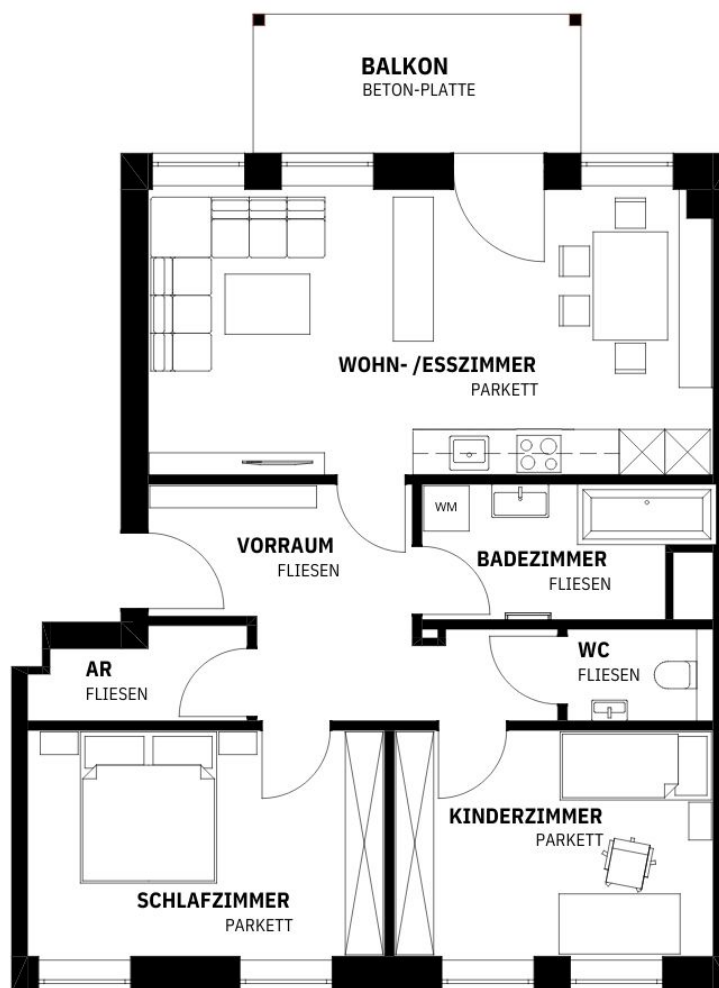 BALKON
BETON-PLATTE
WOHN- /ESSZIMMER
PARKETT
WM
VORRAUM
FLIESEN
BADEZIMMER
FLIESEN
AR
FLIESEN
WC
FLIESEN
KINDERZIMMER
PARKETT
SCHLAFZIMMER
PARKETT